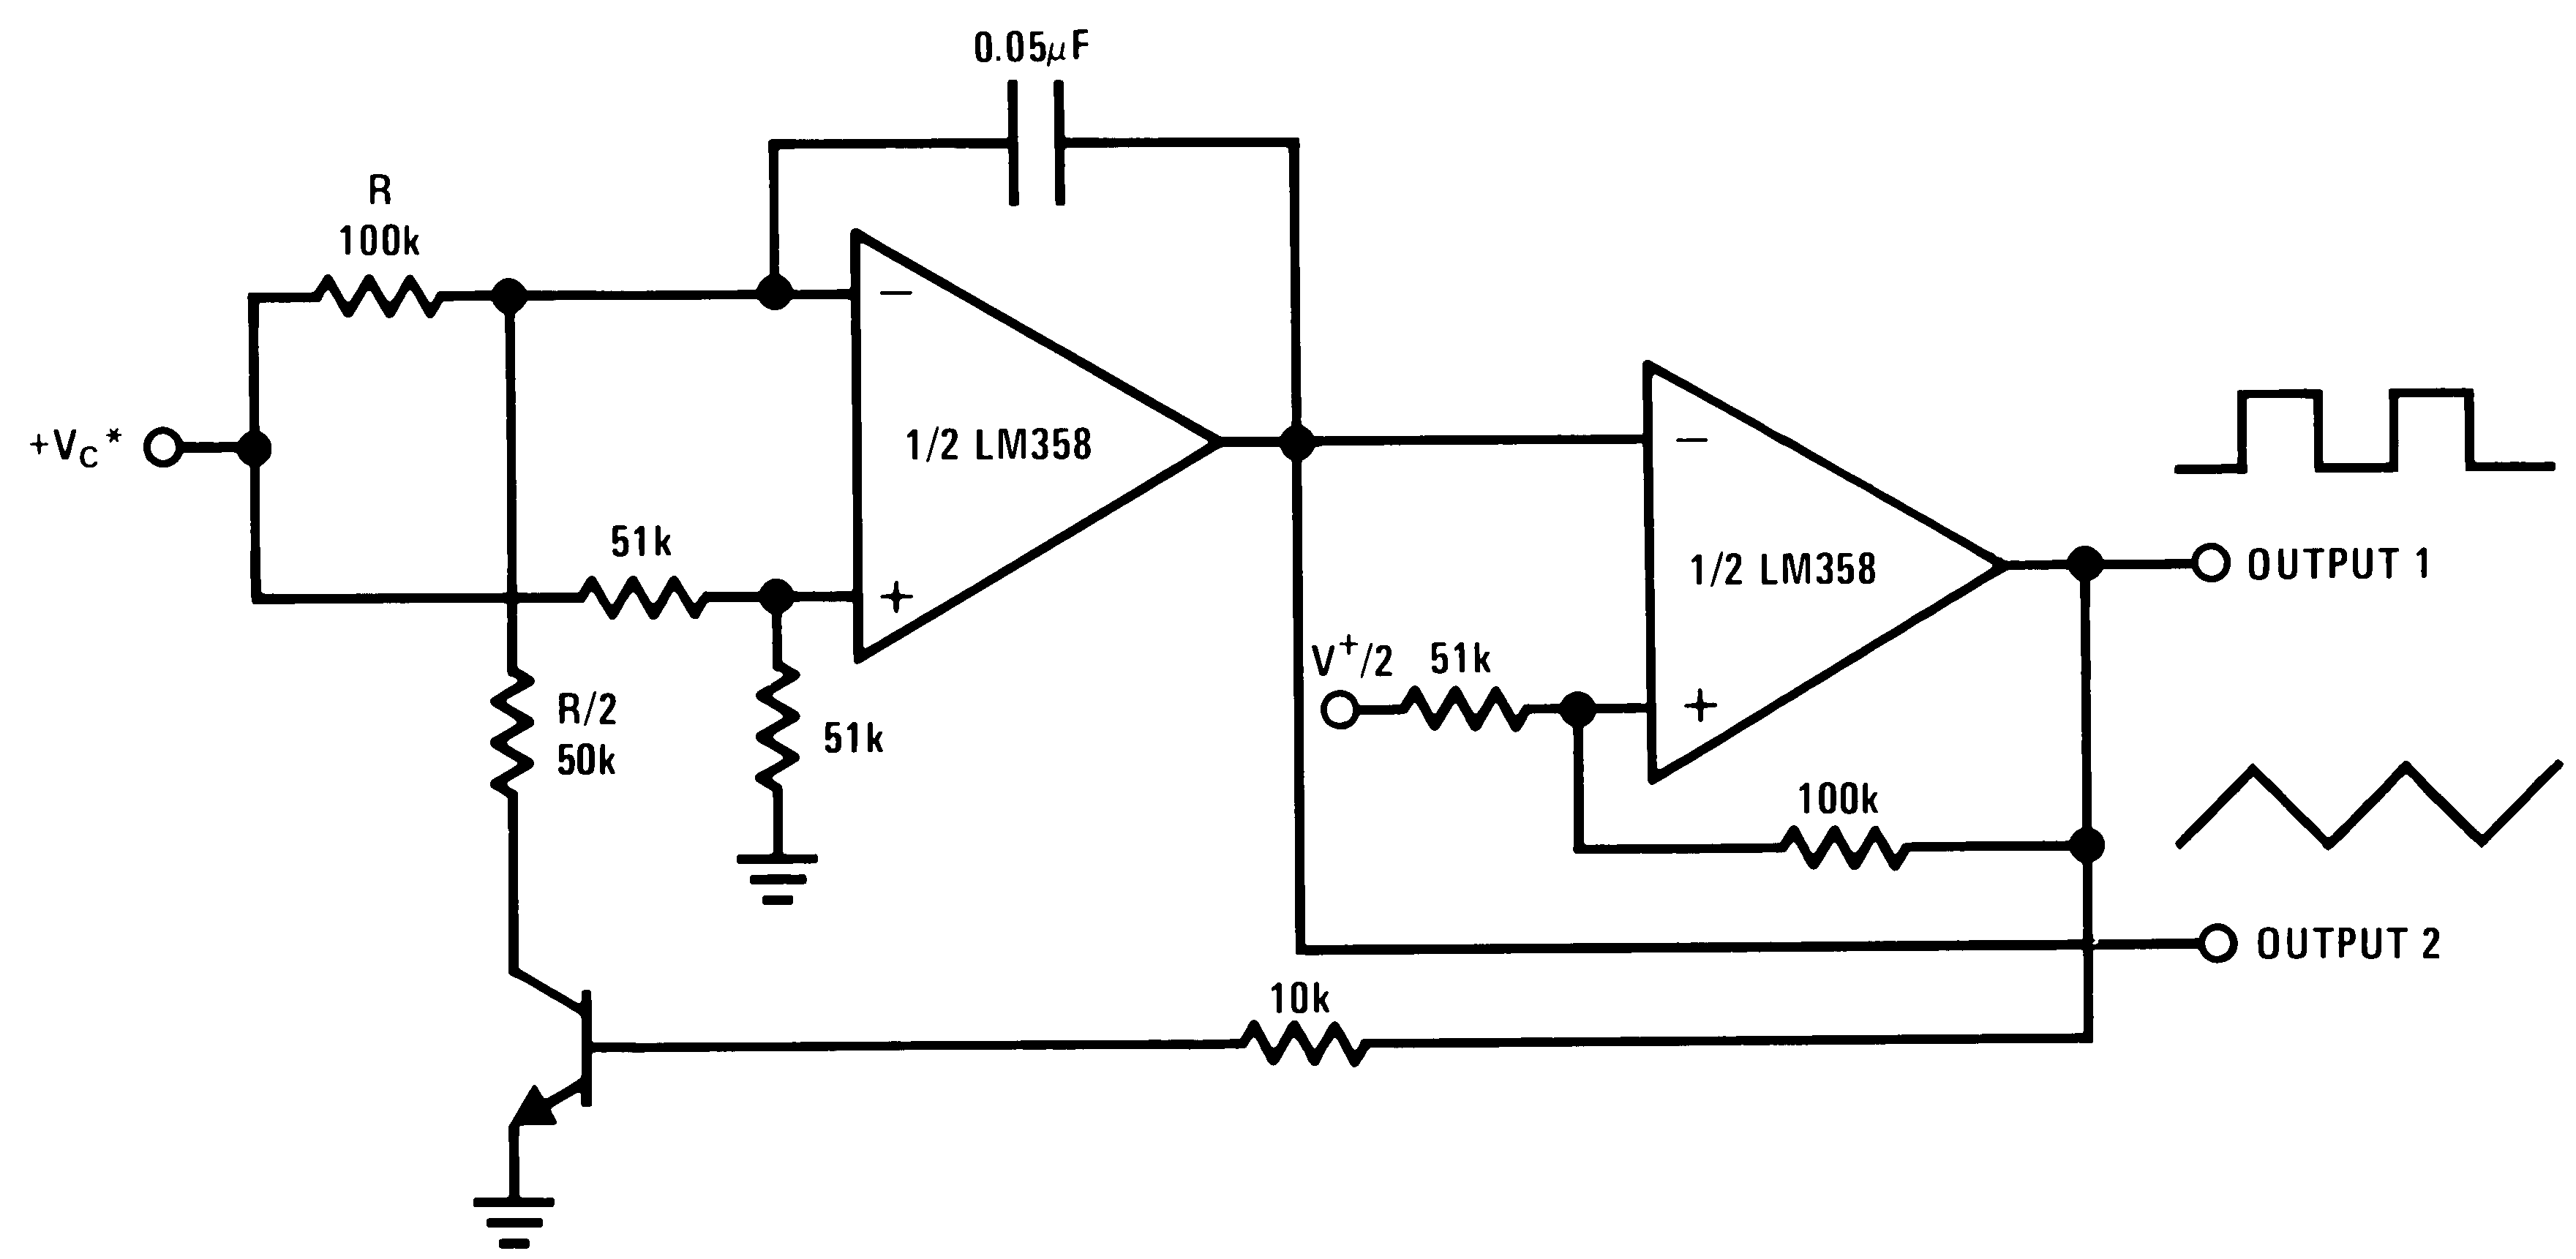 0.05μF
R
100k
−
+V_C*
1/2 LM358
−
51k
+
1/2 LM358
OUTPUT 1
V⁺/2
51k
+
R/2
50k
51k
100k
OUTPUT 2
10k